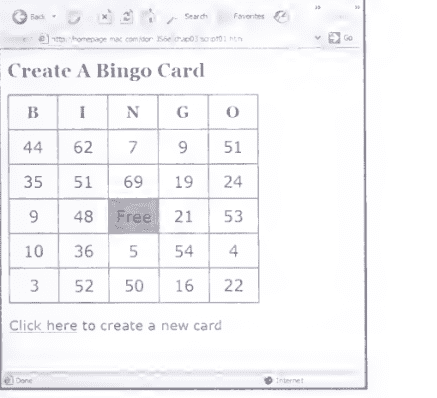 Back Search Favorites
Go
Create A Bingo Card
B I N G O
44 62 7 9 51
35 51 69 19 24
9 48 Free 21 53
10 36 5 54 4
3 52 50 16 22
Click here to create a new card
Done Internet